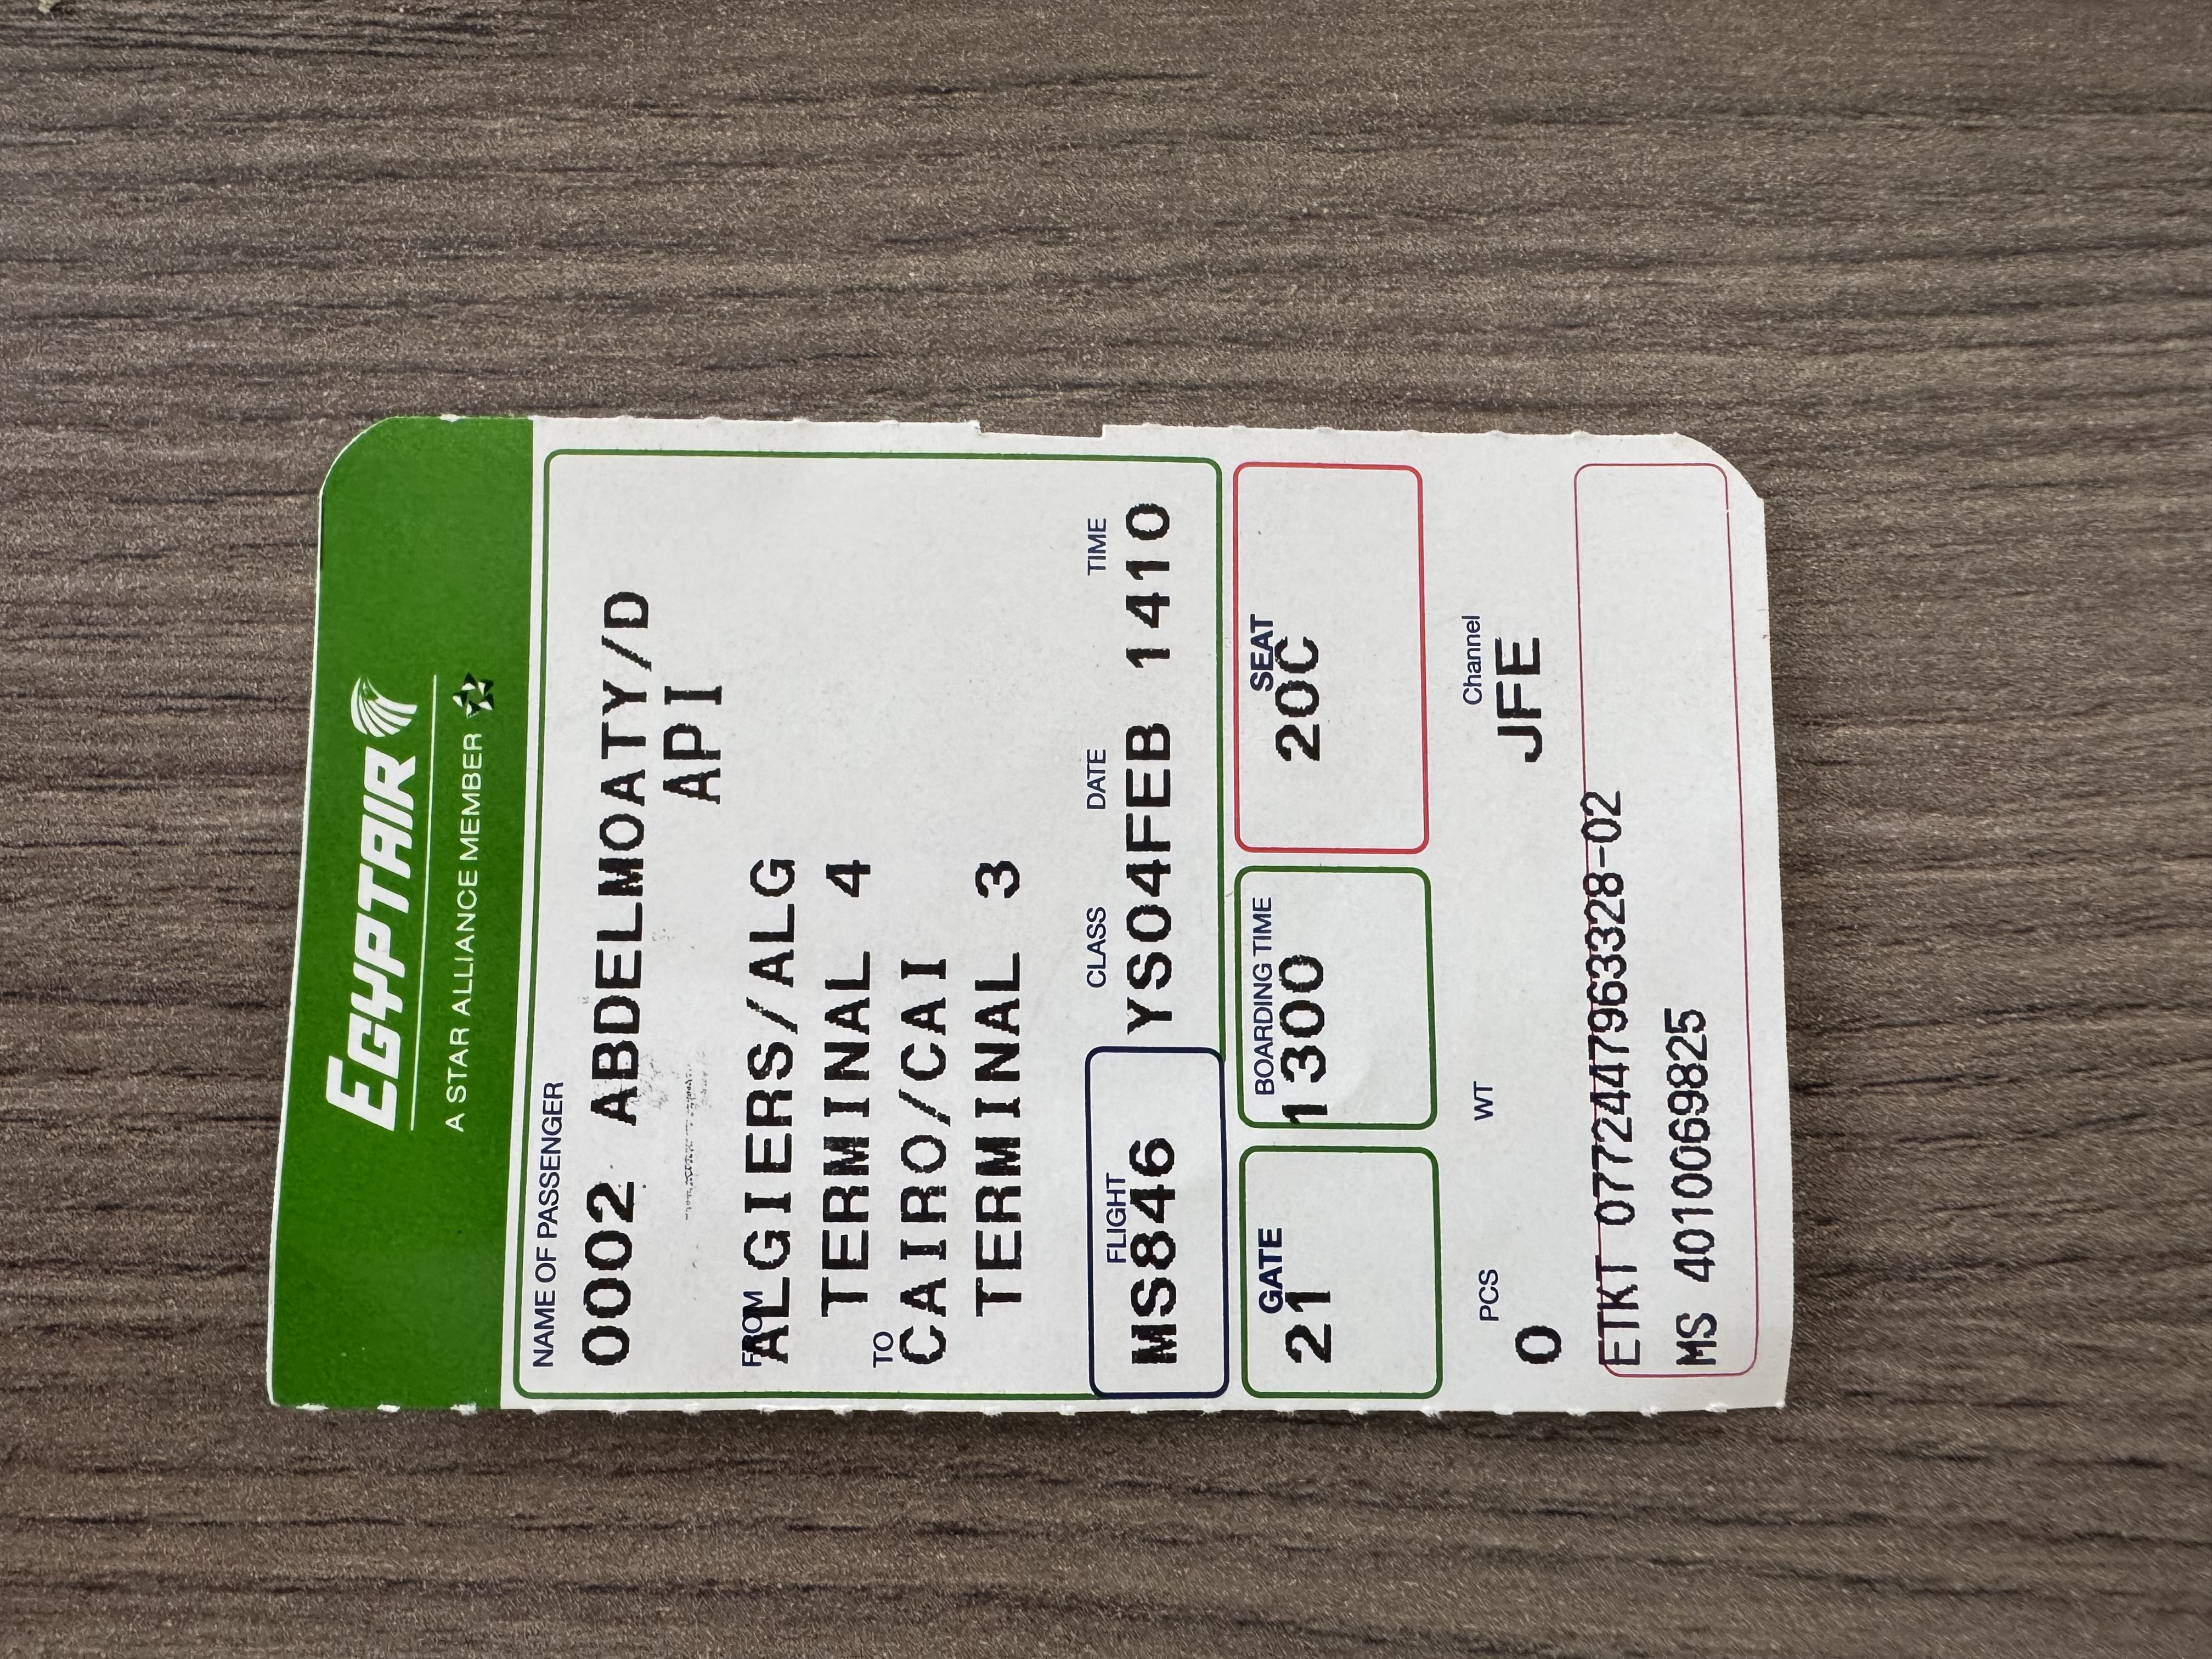 EGYPTAIR
A STAR ALLIANCE MEMBER
NAME OF PASSENGER
0002 ABDELMOATY/D
API
FROM
ALGIERS/ALG
TERMINAL 4
TO
CAIRO/CAI
TERMINAL 3
FLIGHT CLASS DATE TIME
MS846 YS04FEB 1410
GATE BOARDING TIME SEAT
21 1300 20C
PCS WT Channel
0 JFE
ETKT 0772447963328-02
MS 4010069825